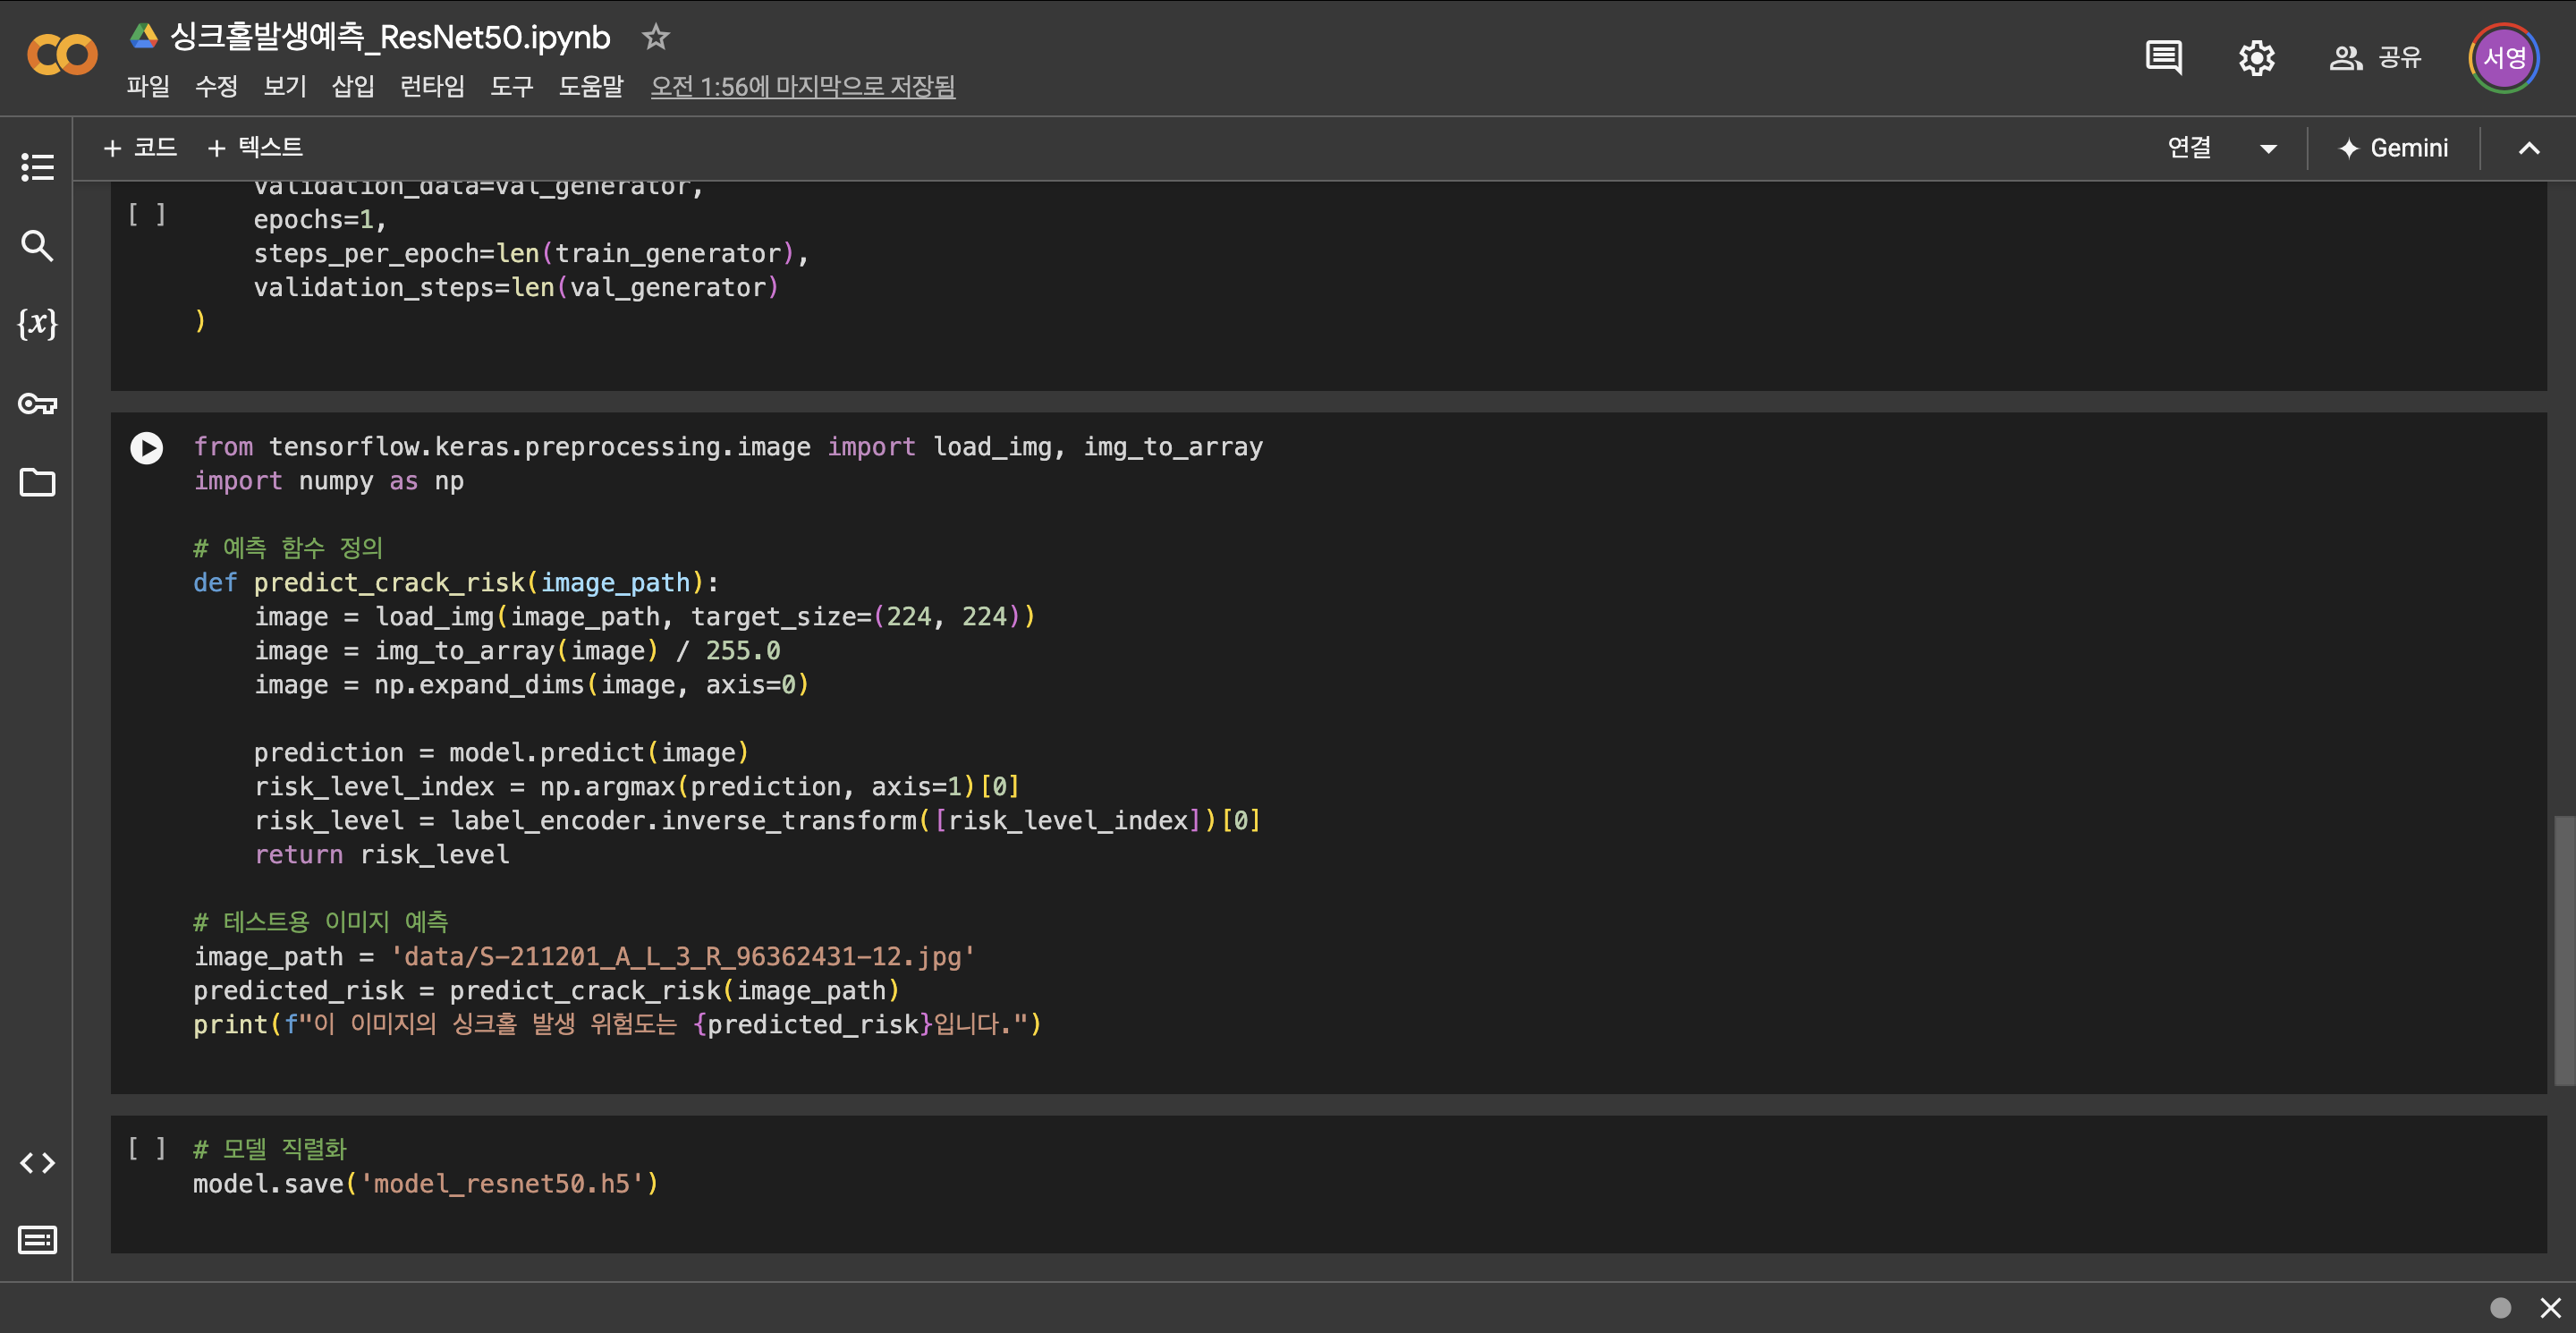 싱크홀발생예측_ResNet50.ipynb
파일 수정 보기 삽입 런타임 도구 도움말 오전 1:56에 마지막으로 저장됨
공유
서영
+ 코드 + 텍스트
연결
Gemini
validation_data=val_generator,
[ ]
epochs=1,
steps_per_epoch=len(train_generator),
validation_steps=len(val_generator)
)
{x}
from tensorflow.keras.preprocessing.image import load_img, img_to_array
import numpy as np
# 예측 함수 정의
def predict_crack_risk(image_path):
image = load_img(image_path, target_size=(224, 224))
image = img_to_array(image) / 255.0
image = np.expand_dims(image, axis=0)
prediction = model.predict(image)
risk_level_index = np.argmax(prediction, axis=1)[0]
risk_level = label_encoder.inverse_transform([risk_level_index])[0]
return risk_level
# 테스트용 이미지 예측
image_path = 'data/S-211201_A_L_3_R_96362431-12.jpg'
predicted_risk = predict_crack_risk(image_path)
print(f"이 이미지의 싱크홀 발생 위험도는 {predicted_risk}입니다.")
[ ] # 모델 직렬화
model.save('model_resnet50.h5')